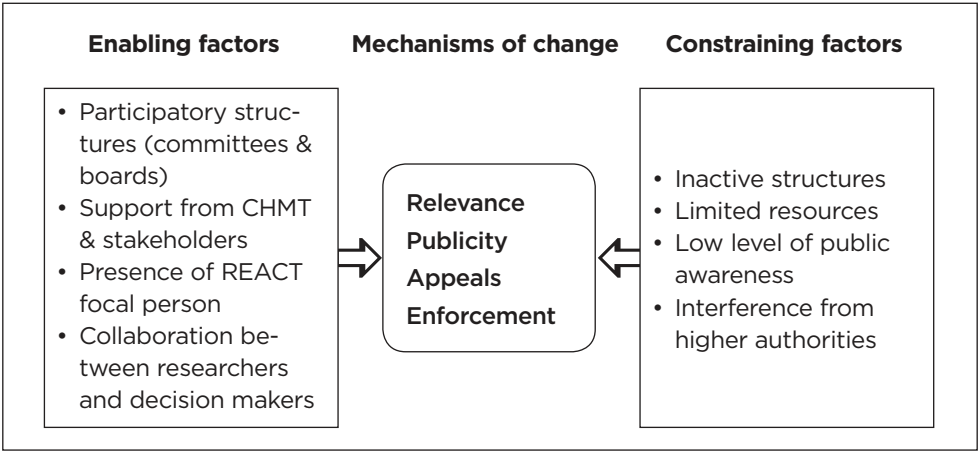 Enabling factors
Mechanisms of change
Constraining factors
• Participatory struc-
tures (committees &
boards)
• Support from CHMT
& stakeholders
• Presence of REACT
focal person
• Collaboration be-
tween researchers
and decision makers
Relevance
Publicity
Appeals
Enforcement
• Inactive structures
• Limited resources
• Low level of public
awareness
• Interference from
higher authorities